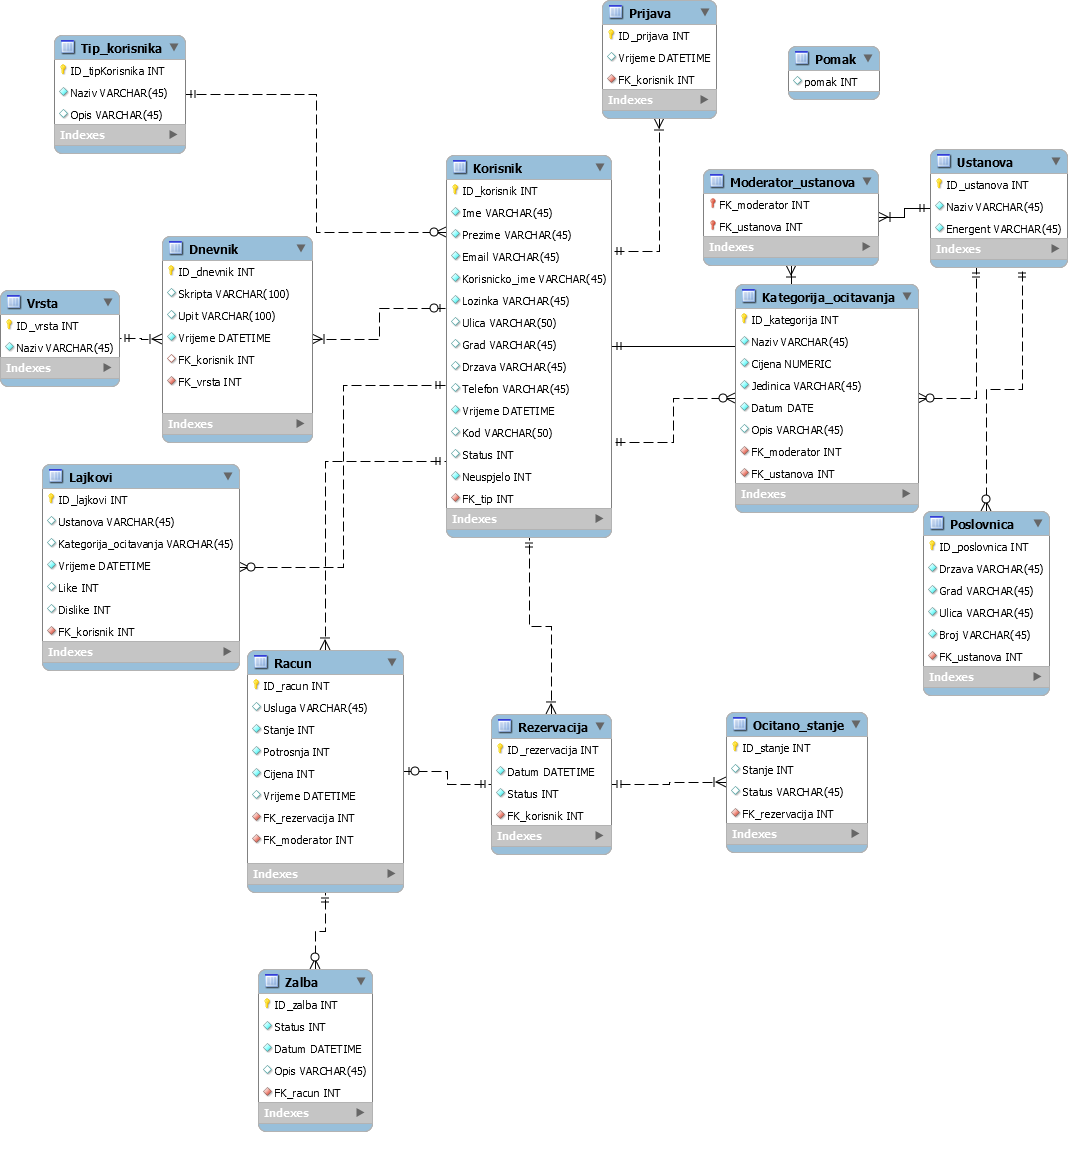 Tip_korisnika
ID_tipKorisnika INT
Naziv VARCHAR(45)
Opis VARCHAR(45)
Indexes
Prijava
ID_prijava INT
Vrijeme DATETIME
FK_korisnik INT
Indexes
Pomak
pomak INT
Korisnik
ID_korisnik INT
Ime VARCHAR(45)
Prezime VARCHAR(45)
Email VARCHAR(45)
Korisnicko_ime VARCHAR(45)
Lozinka VARCHAR(45)
Ulica VARCHAR(50)
Grad VARCHAR(45)
Drzava VARCHAR(45)
Telefon VARCHAR(45)
Vrijeme DATETIME
Kod VARCHAR(50)
Status INT
Neuspjelo INT
FK_tip INT
Indexes
Moderator_ustanova
FK_moderator INT
FK_ustanova INT
Indexes
Ustanova
ID_ustanova INT
Naziv VARCHAR(45)
Energent VARCHAR(45)
Indexes
Dnevnik
ID_dnevnik INT
Skripta VARCHAR(100)
Upit VARCHAR(100)
Vrijeme DATETIME
FK_korisnik INT
FK_vrsta INT
Indexes
Vrsta
ID_vrsta INT
Naziv VARCHAR(45)
Indexes
Kategorija_ocitavanja
ID_kategorija INT
Naziv VARCHAR(45)
Cijena NUMERIC
Jedinica VARCHAR(45)
Datum DATE
Opis VARCHAR(45)
FK_moderator INT
FK_ustanova INT
Indexes
Lajkovi
ID_lajkovi INT
Ustanova VARCHAR(45)
Kategorija_ocitavanja VARCHAR(45)
Vrijeme DATETIME
Like INT
Dislike INT
FK_korisnik INT
Indexes
Poslovnica
ID_poslovnica INT
Drzava VARCHAR(45)
Grad VARCHAR(45)
Ulica VARCHAR(45)
Broj VARCHAR(45)
FK_ustanova INT
Indexes
Racun
ID_racun INT
Usluga VARCHAR(45)
Stanje INT
Potrosnja INT
Cijena INT
Vrijeme DATETIME
FK_rezervacija INT
FK_moderator INT
Indexes
Rezervacija
ID_rezervacija INT
Datum DATETIME
Status INT
FK_korisnik INT
Indexes
Ocitano_stanje
ID_stanje INT
Stanje INT
Status VARCHAR(45)
FK_rezervacija INT
Indexes
Zalba
ID_zalba INT
Status INT
Datum DATETIME
Opis VARCHAR(45)
FK_racun INT
Indexes